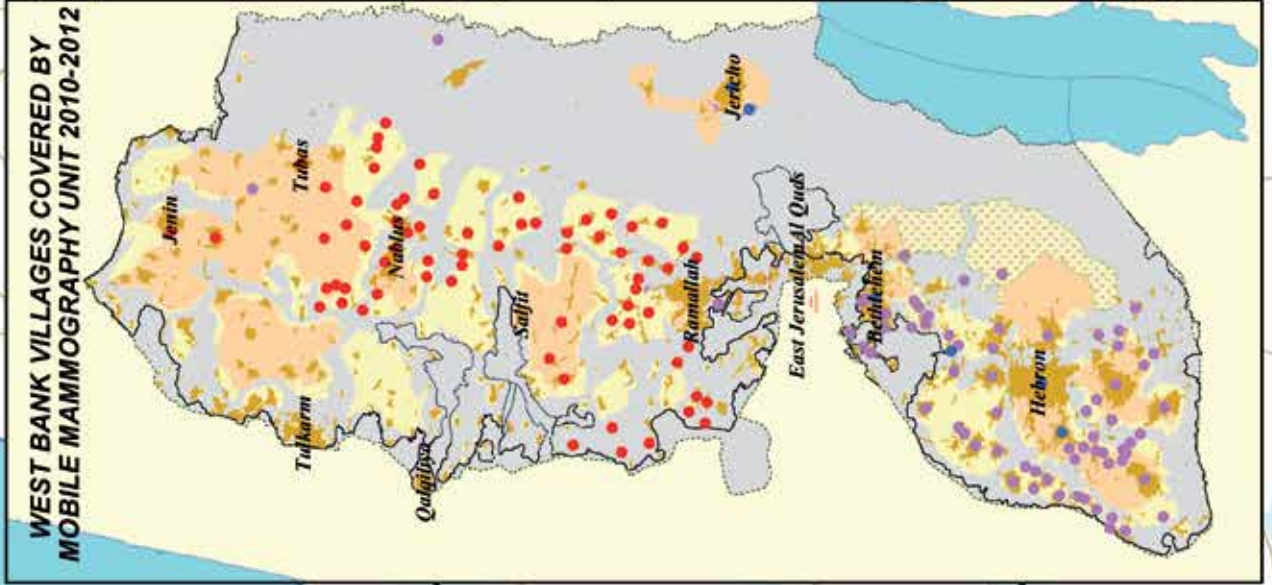 WEST BANK VILLAGES COVERED BY
MOBILE MAMMOGRAPHY UNIT 2010-2012
Jenin
Tubas
Tulkarm
Nablus
Qalqiliya
Salfit
Jericho
Ramallah
East Jerusalem Al Quds
Bethlehem
Hebron